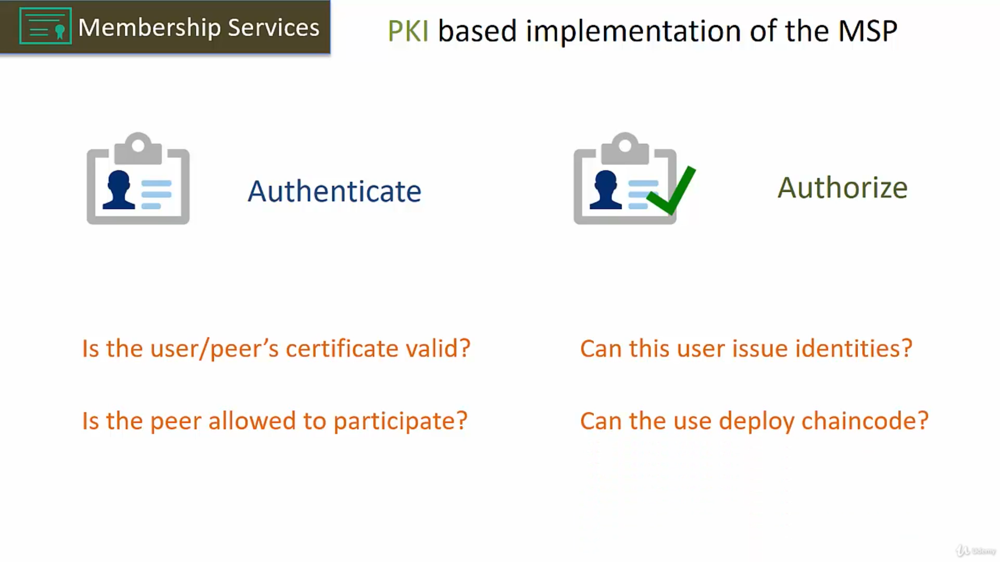 Membership Services
PKI based implementation of the MSP
Authenticate
Authorize
Is the user/peer’s certificate valid?
Can this user issue identities?
Is the peer allowed to participate?
Can the use deploy chaincode?
Udemy